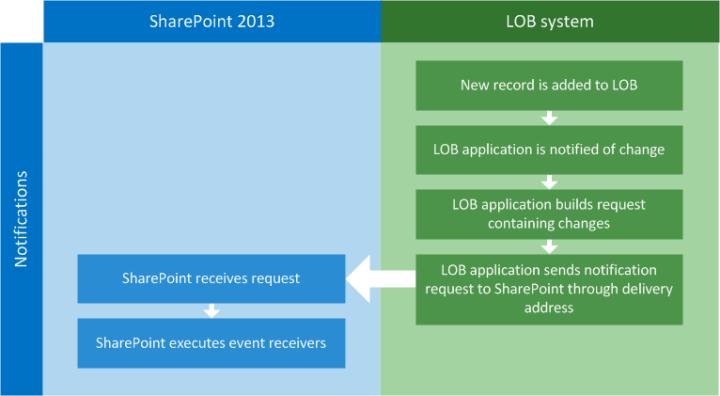 SharePoint 2013
LOB system
Notifications
New record is added to LOB
LOB application is notified of change
LOB application builds request
containing changes
LOB application sends notification
request to SharePoint through delivery
address
SharePoint receives request
SharePoint executes event receivers